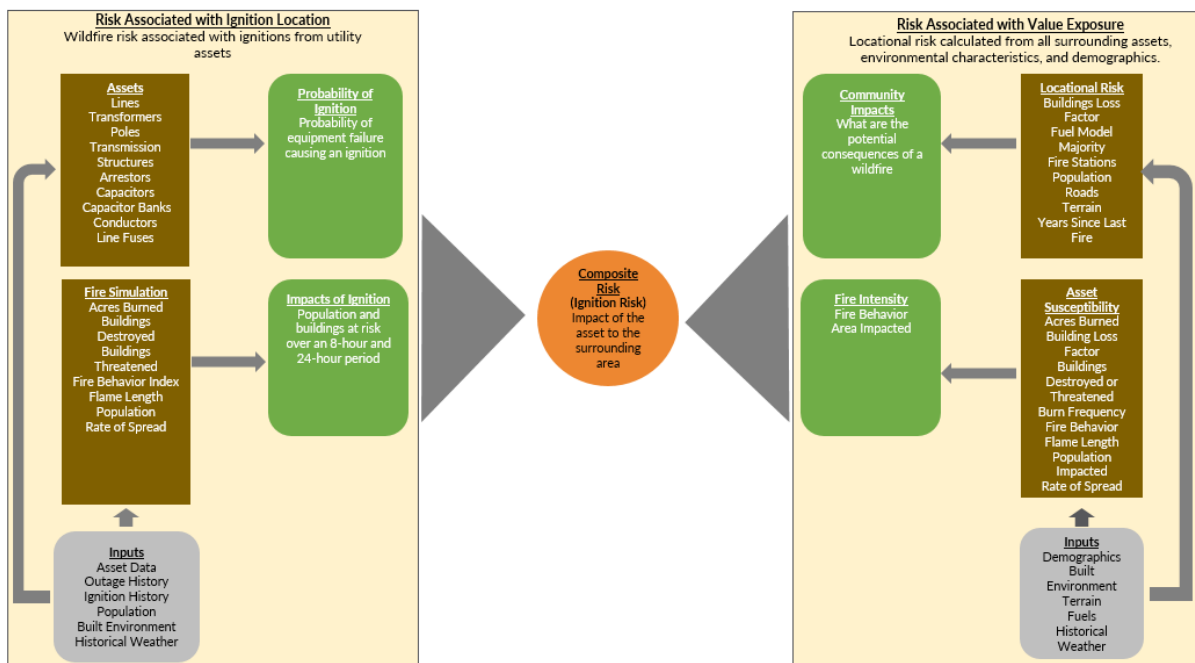 Risk Associated with Ignition Location
Wildfire risk associated with ignitions from utility
assets
Assets
Lines
Transformers
Poles
Transmission
Structures
Arrestors
Capacitors
Capacitor Banks
Conductors
Line Fuses
Probability of
Ignition
Probability of
equipment failure
causing an ignition
Fire Simulation
Acres Burned
Buildings
Destroyed
Buildings
Threatened
Fire Behavior Index
Flame Length
Population
Rate of Spread
Impacts of Ignition
Population and
buildings at risk
over an 8-hour and
24-hour period
Inputs
Asset Data
Outage History
Ignition History
Population
Built Environment
Historical Weather
Composite
Risk
(Ignition Risk)
Impact of the
asset to the
surrounding
area
Risk Associated with Value Exposure
Locational risk calculated from all surrounding assets,
environmental characteristics, and demographics.
Community
Impacts
What are the
potential
consequences of a
wildfire
Locational Risk
Buildings Loss
Factor
Fuel Model
Majority
Fire Stations
Population
Roads
Terrain
Years Since Last
Fire
Fire Intensity
Fire Behavior
Area Impacted
Asset
Susceptibility
Acres Burned
Building Loss
Factor
Buildings
Destroyed or
Threatened
Burn Frequency
Fire Behavior
Flame Length
Population
Impacted
Rate of Spread
Inputs
Demographics
Built
Environment
Terrain
Fuels
Historical
Weather